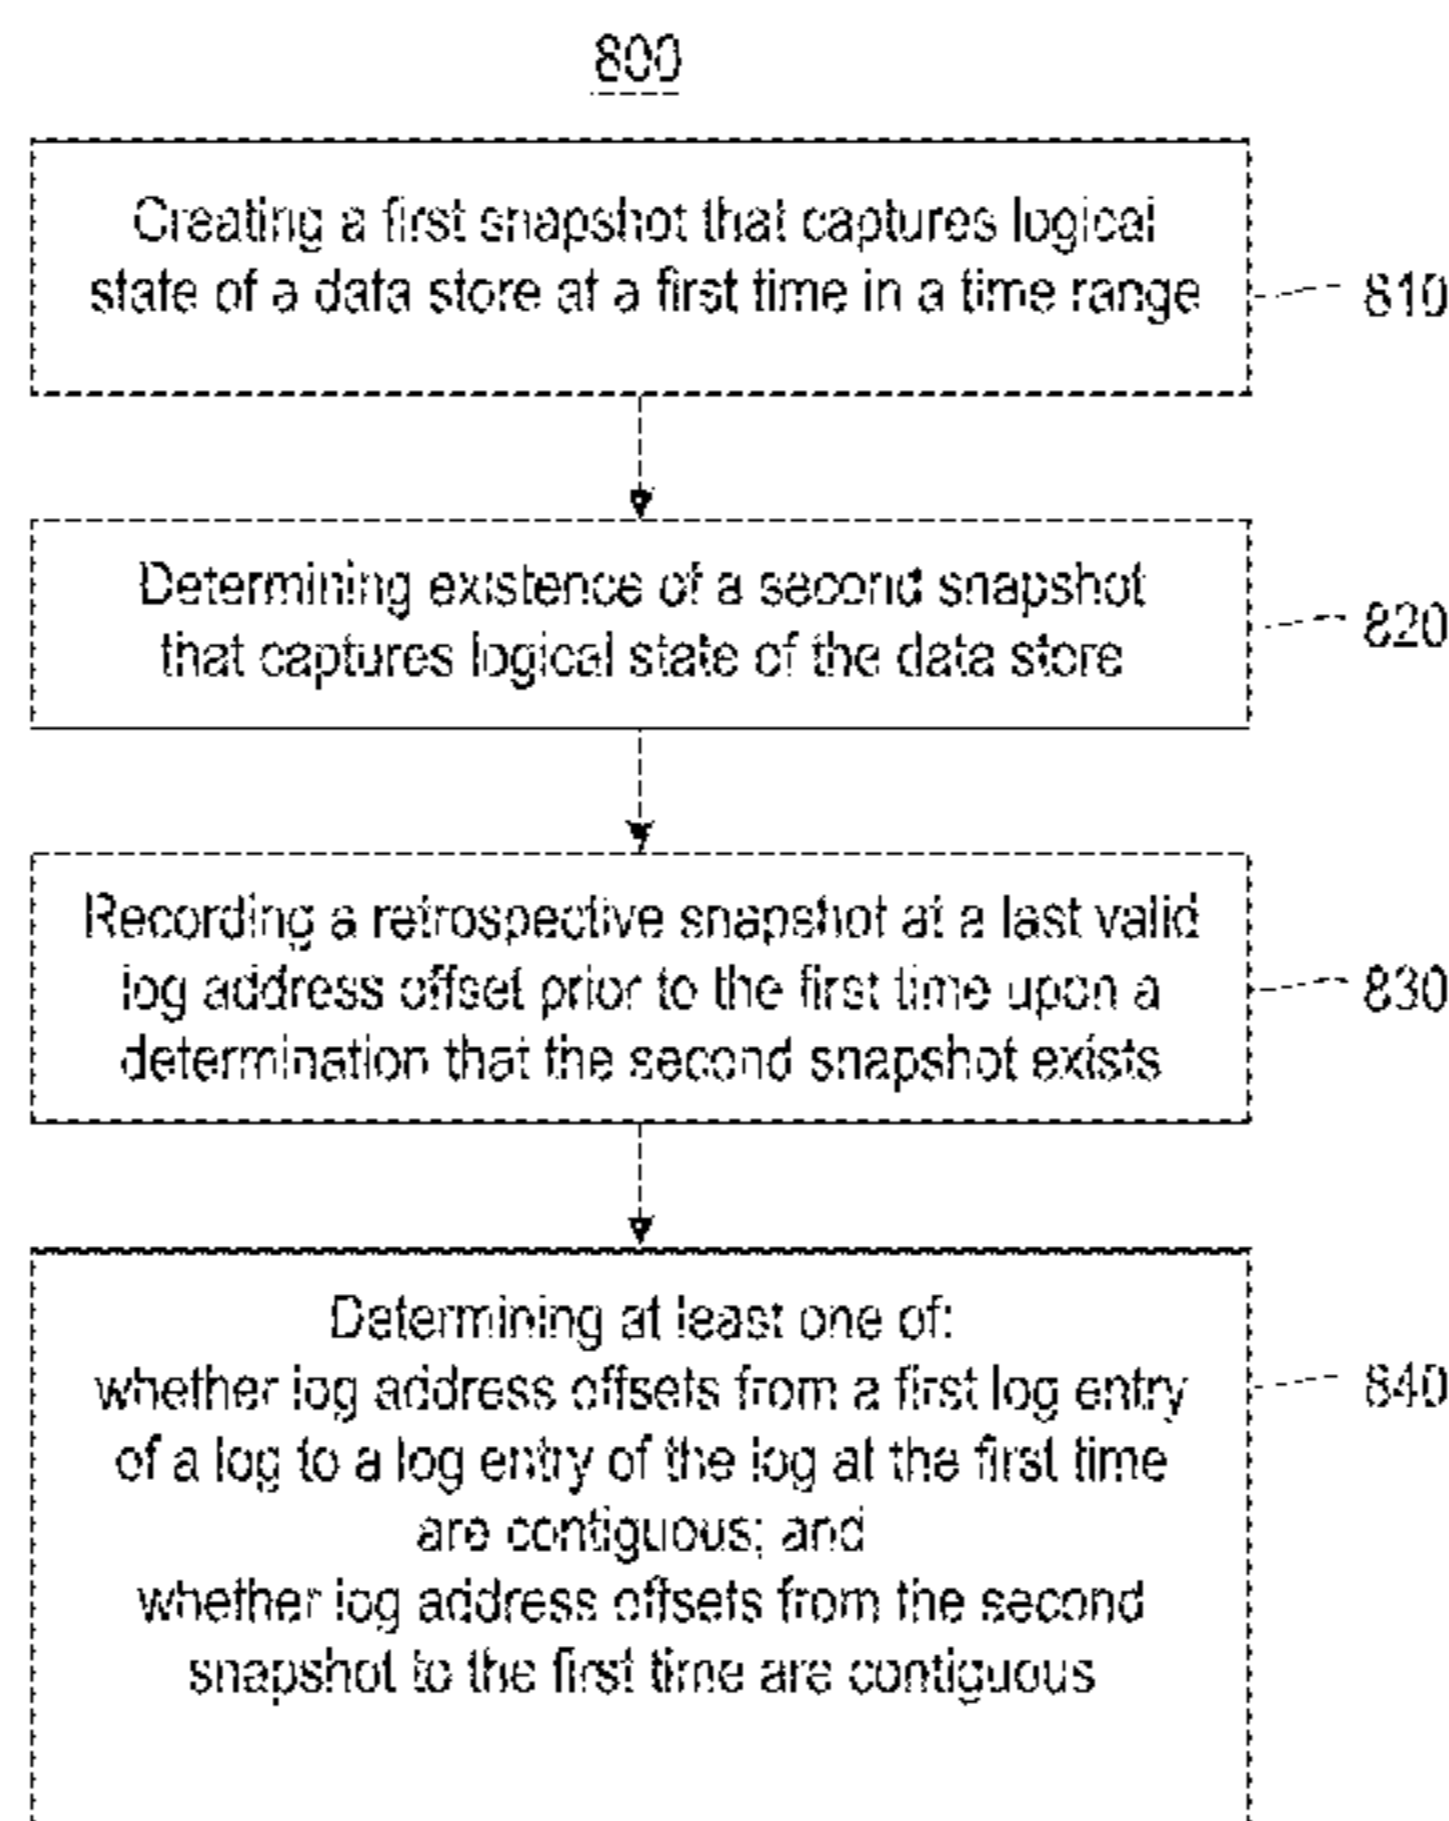 800
Creating a first snapshot that captures logical
state of a data store at a first time in a time range
810
Determining existence of a second snapshot
that captures logical state of the data store
820
Recording a retrospective snapshot at a last valid
log address offset prior to the first time upon a
determination that the second snapshot exists
830
Determining at least one of:
whether log address offsets from a first log entry
of a log to a log entry of the log at the first time
are contiguous; and
whether log address offsets from the second
snapshot to the first time are contiguous
840